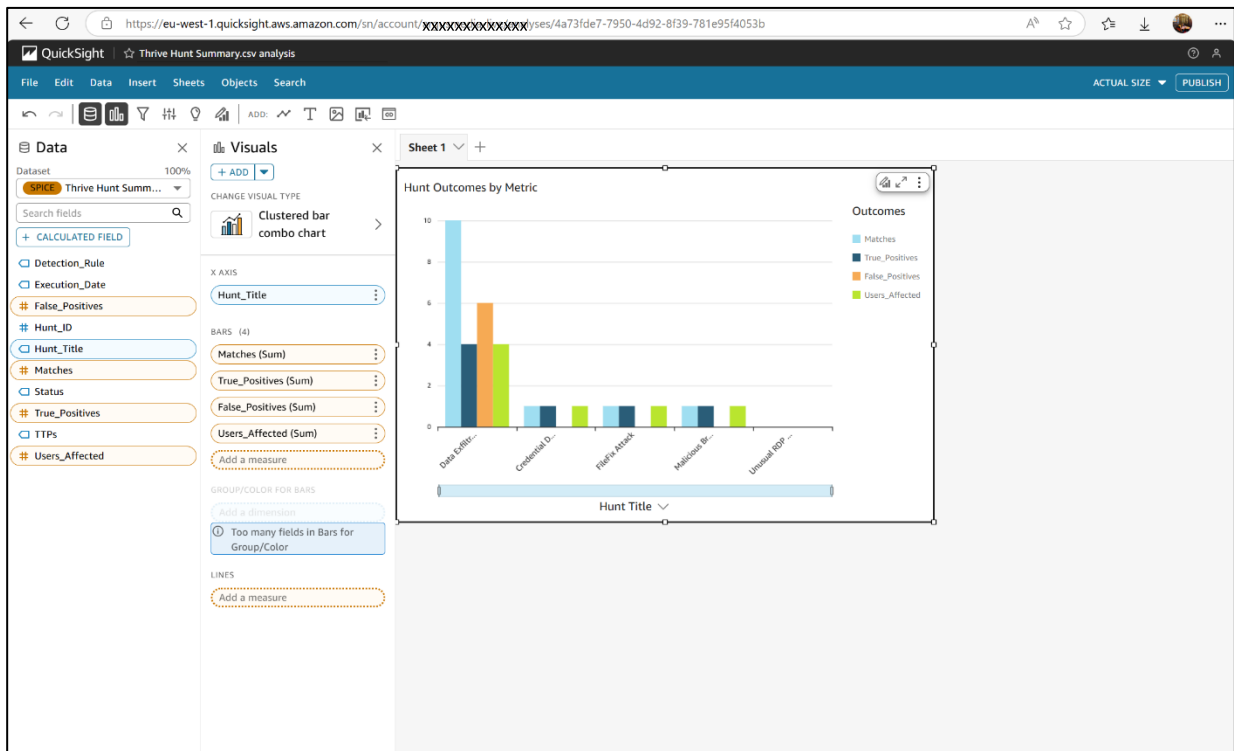 https://eu-west-1.quicksight.aws.amazon.com/sn/account/xxxxxxxxxxxxx/yses/4a73fde7-7950-4d92-8f39-781e95f4053b
QuickSight Thrive Hunt Summary.csv analysis
File Edit Data Insert Sheets Objects Search ACTUAL SIZE PUBLISH
ADD:
Data
Dataset 100%
SPICE Thrive Hunt Summ...
Search fields
+ CALCULATED FIELD
Detection_Rule
Execution_Date
# False_Positives
# Hunt_ID
Hunt_Title
# Matches
Status
# True_Positives
TTPs
# Users_Affected
Visuals
+ ADD
CHANGE VISUAL TYPE
Clustered bar
combo chart
X AXIS
Hunt_Title
BARS (4)
Matches (Sum)
True_Positives (Sum)
False_Positives (Sum)
Users_Affected (Sum)
Add a measure
GROUP/COLOR FOR BARS
Add a dimension
Too many fields in Bars for
Group/Color
LINES
Add a measure
Sheet 1 +
Hunt Outcomes by Metric
10
8
6
4
2
0
Data Exfiltr...
Credential D...
FileFix Attack
Malicious Br...
Unusual RDP ...
Hunt Title
Outcomes
Matches
True_Positives
False_Positives
Users_Affected